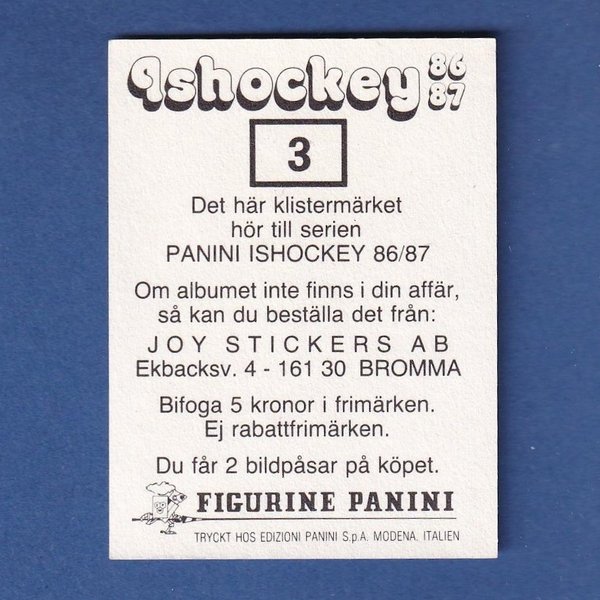 Ishockey 86
87
3
Det här klistermärket
hör till serien
PANINI ISHOCKEY 86/87
Om albumet inte finns i din affär,
så kan du beställa det från:
JOY STICKERS AB
Ekbacksv. 4 - 161 30 BROMMA
Bifoga 5 kronor i frimärken.
Ej rabattfrimärken.
Du får 2 bildpåsar på köpet.
FIGURINE PANINI
TRYCKT HOS EDIZIONI PANINI S.p.A. MODENA, ITALIEN